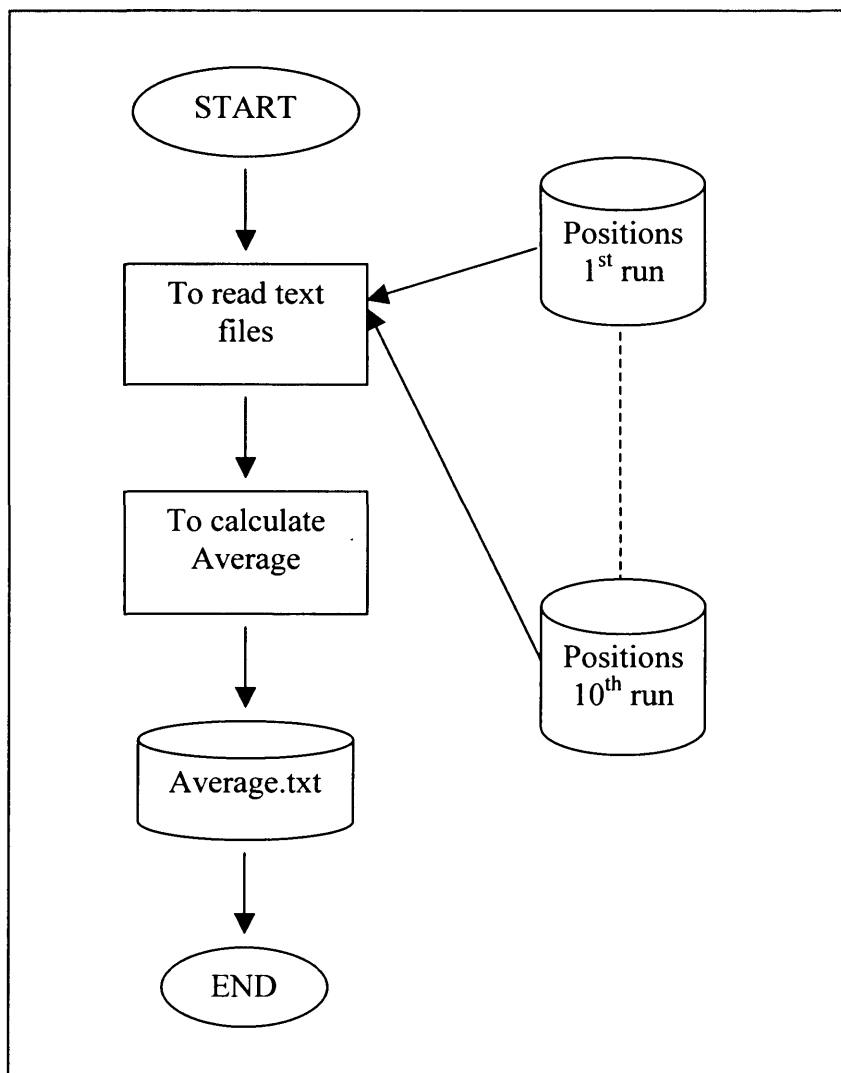 START
To read text
files
To calculate
Average
Average.txt
END
Positions
1st run
Positions
10th run